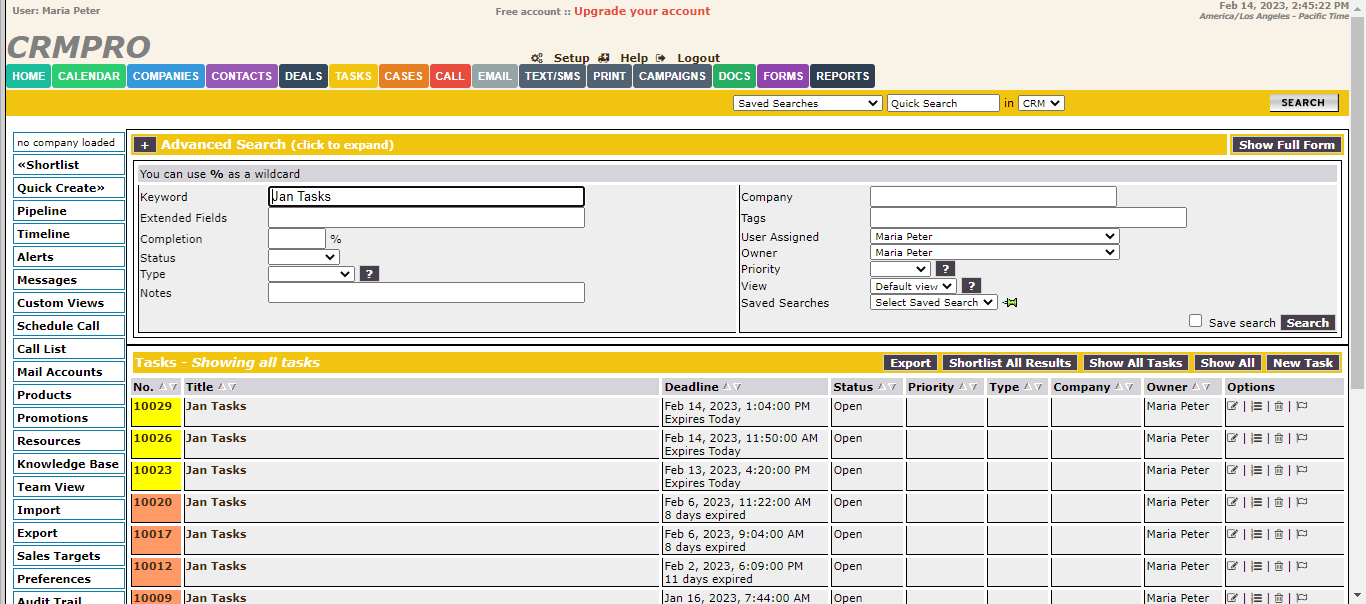 User: Maria Peter
Free account :: Upgrade your account
Feb 14, 2023, 2:45:22 PM
America/Los Angeles - Pacific Time
CRMPRO
Setup Help Logout
HOME CALENDAR COMPANIES CONTACTS DEALS TASKS CASES CALL EMAIL TEXT/SMS PRINT CAMPAIGNS DOCS FORMS REPORTS
Saved Searches Quick Search in CRM SEARCH
no company loaded
«Shortlist
Quick Create»
Pipeline
Timeline
Alerts
Messages
Custom Views
Schedule Call
Call List
Mail Accounts
Products
Promotions
Resources
Knowledge Base
Team View
Import
Export
Sales Targets
Preferences
Audit Trail
+ Advanced Search (click to expand) Show Full Form
You can use % as a wildcard
Keyword Jan Tasks
Extended Fields
Completion %
Status
Type ?
Notes
Company
Tags
User Assigned Maria Peter
Owner Maria Peter
Priority ?
View Default view ?
Saved Searches Select Saved Search
Save search Search
Tasks - Showing all tasks Export Shortlist All Results Show All Tasks Show All New Task
No. Title Deadline Status Priority Type Company Owner Options
10029 Jan Tasks Feb 14, 2023, 1:04:00 PM Open Maria Peter
Expires Today
10026 Jan Tasks Feb 14, 2023, 11:50:00 AM Open Maria Peter
Expires Today
10023 Jan Tasks Feb 13, 2023, 4:20:00 PM Open Maria Peter
Expires Today
10020 Jan Tasks Feb 6, 2023, 11:22:00 AM Open Maria Peter
8 days expired
10017 Jan Tasks Feb 6, 2023, 9:04:00 AM Open Maria Peter
8 days expired
10012 Jan Tasks Feb 2, 2023, 6:09:00 PM Open Maria Peter
11 days expired
10009 Jan Tasks Jan 16, 2023, 7:44:00 AM Open Maria Peter